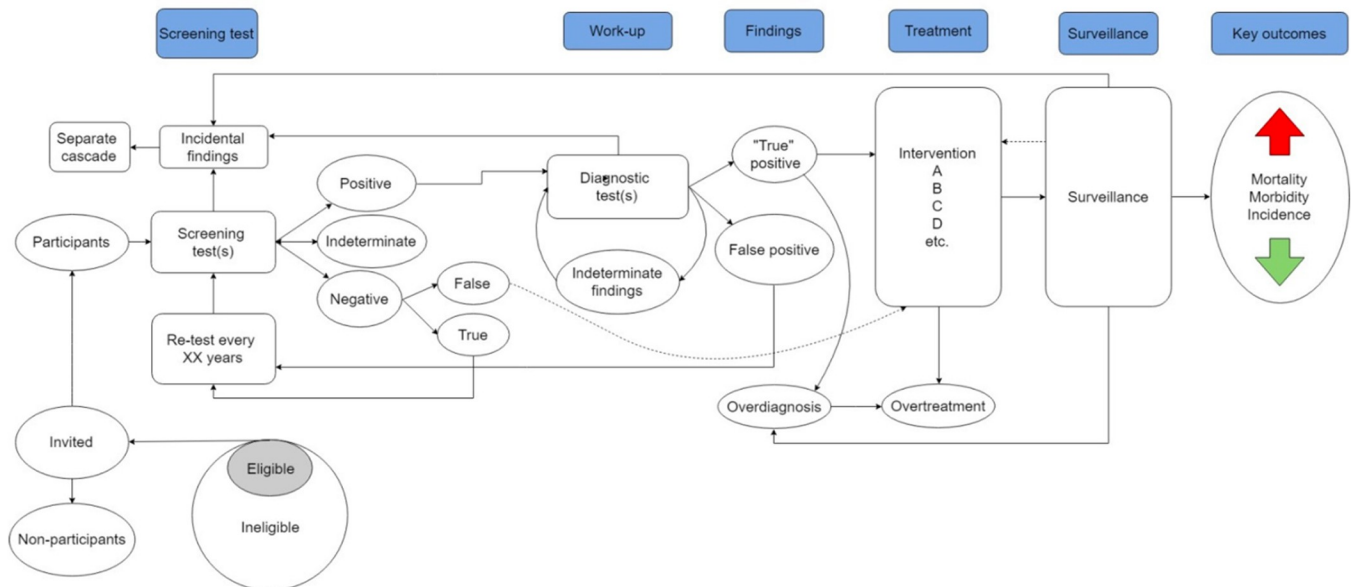 Screening test
Work-up
Findings
Treatment
Surveillance
Key outcomes
Separate
cascade
Incidental
findings
Participants
Screening
test(s)
Re-test every
XX years
Invited
Non-participants
Eligible
Ineligible
Positive
Indeterminate
Negative
False
True
Diagnostic
test(s)
Indeterminate
findings
"True"
positive
False positive
Overdiagnosis
Intervention
A
B
C
D
etc.
Overtreatment
Surveillance
Mortality
Morbidity
Incidence